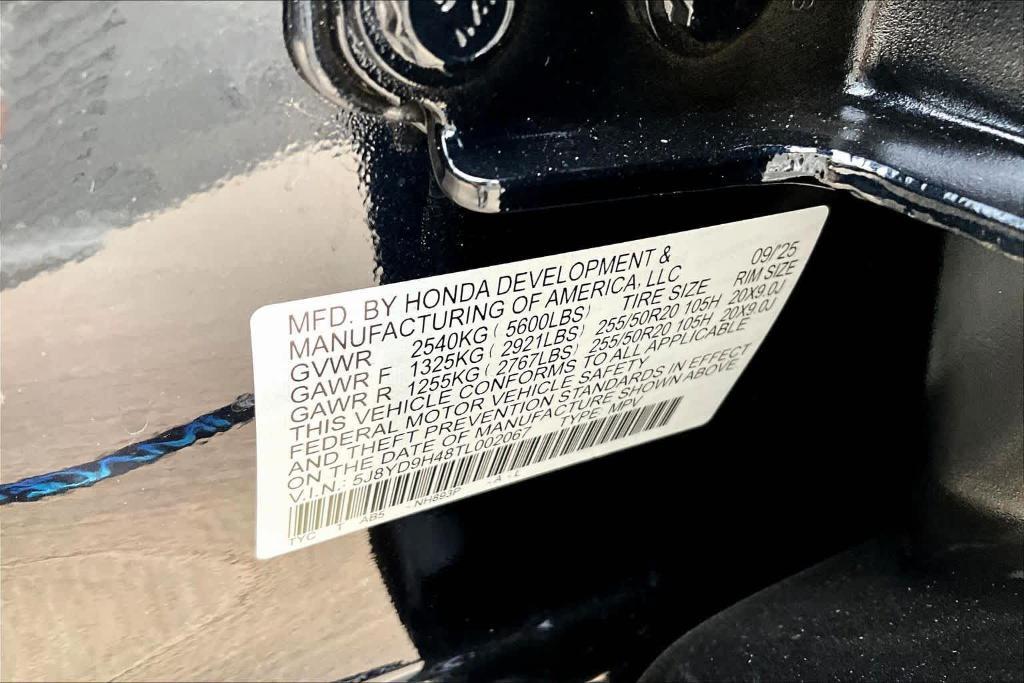 MFD. BY HONDA DEVELOPMENT & 09/'25
MANUFACTURING OF AMERICA, LLC
TIRE SIZE RIM SIZE
GVWR 2540KG ( 5600LBS)
GAWR F 1325KG ( 2921LBS) 255/50R20 105H 20X9.0J
GAWR R 1255KG ( 2767LBS) 255/50R20 105H, 20X9.0J
THIS VEHICLE CONFORMS TO ALL APPLICABLE
FEDERAL MOTOR VEHICLE SAFETY
AND THEFT PREVENTION STANDARDS IN EFFECT
ON THE DATE OF MANUFACTURE SHOWN ABOVE.
V.I.N.: 5J8YD9H48TL002067 TYPE: MPV
TYC T AB5 - NH893P - A - L